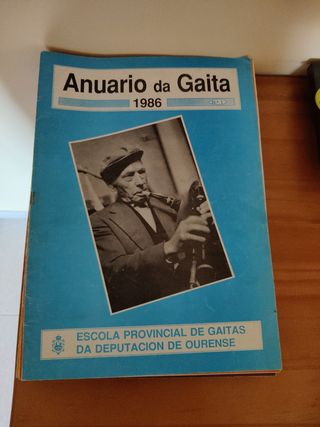 Anuario da Gaita
1986
ESCOLA PROVINCIAL DE GAITAS
DA DEPUTACION DE OURENSE